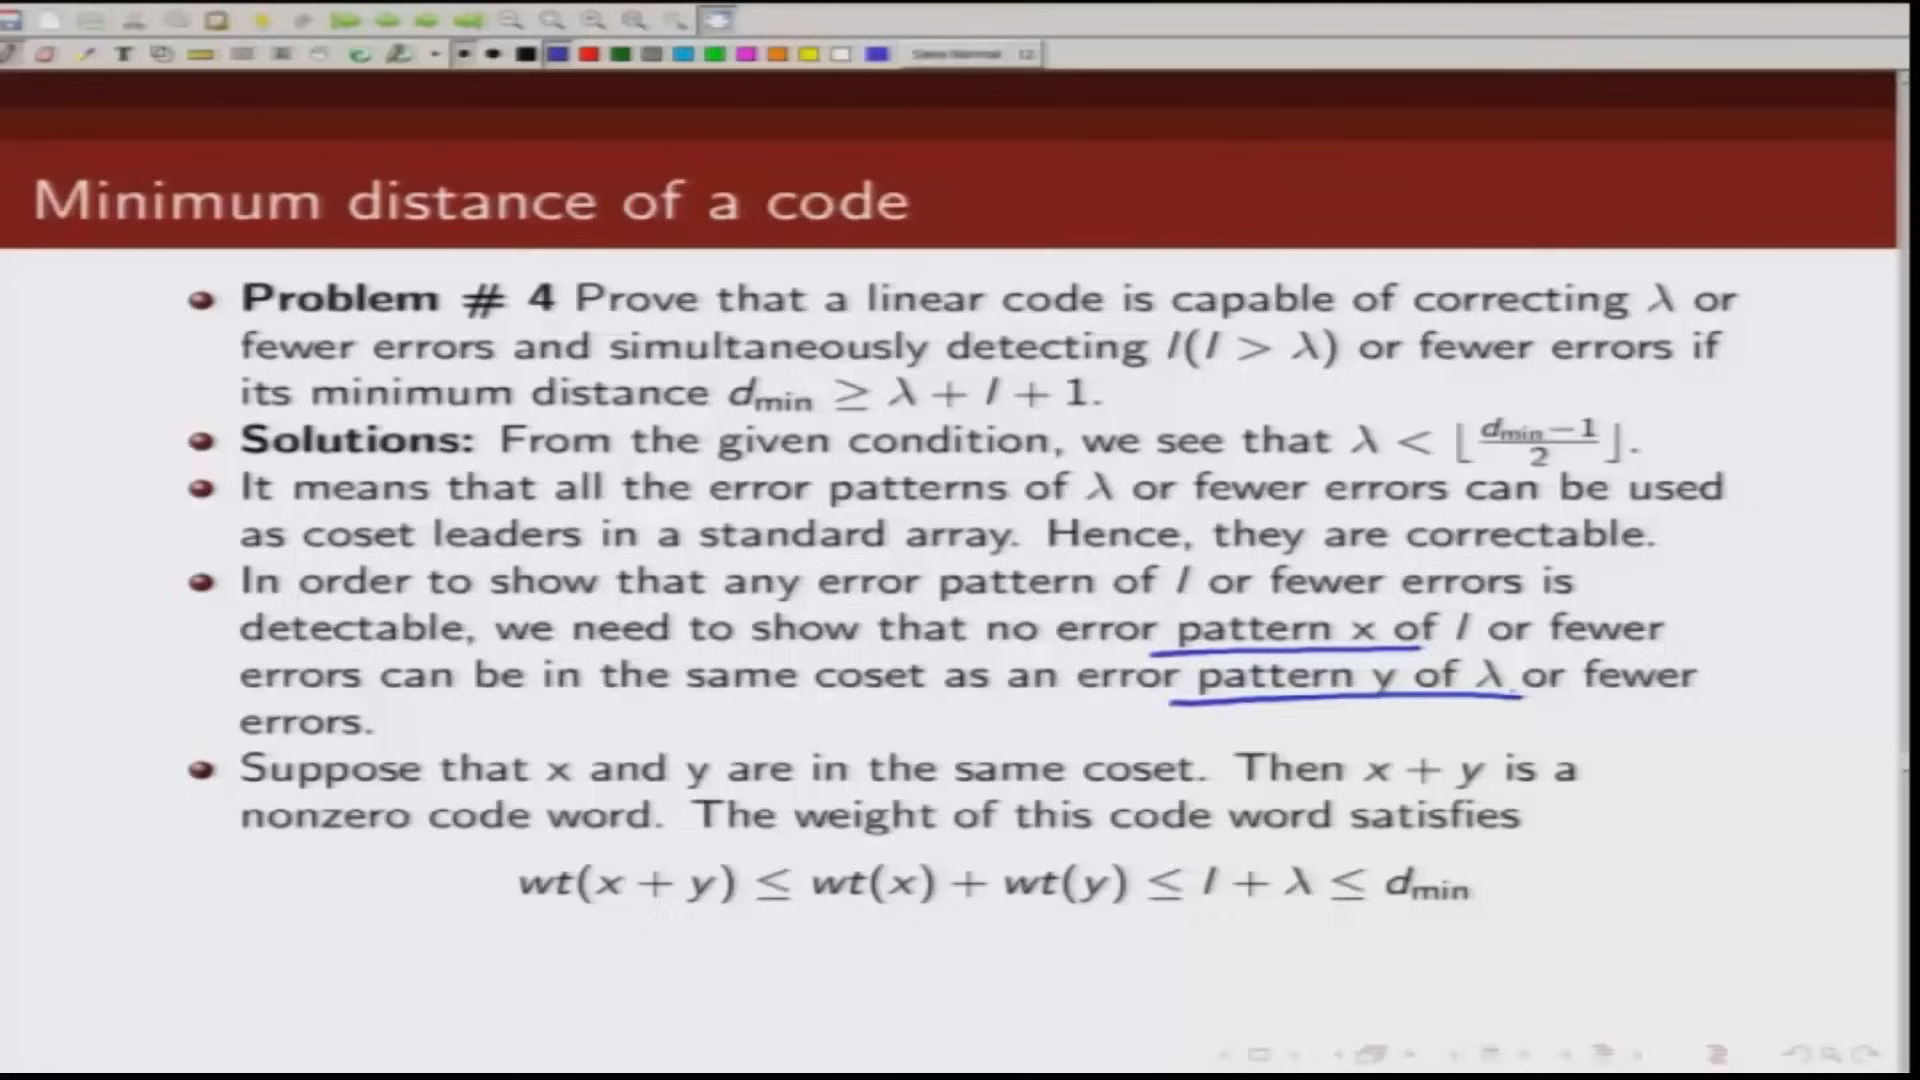 Minimum distance of a code
Problem # 4 Prove that a linear code is capable of correcting λ or
fewer errors and simultaneously detecting l(l > λ) or fewer errors if
its minimum distance d_min ≥ λ + l + 1.
Solutions: From the given condition, we see that λ < ⌊(d_min−1)/2⌋.
It means that all the error patterns of λ or fewer errors can be used
as coset leaders in a standard array. Hence, they are correctable.
In order to show that any error pattern of l or fewer errors is
detectable, we need to show that no error pattern x of l or fewer
errors can be in the same coset as an error pattern y of λ or fewer
errors.
Suppose that x and y are in the same coset. Then x + y is a
nonzero code word. The weight of this code word satisfies
wt(x + y) ≤ wt(x) + wt(y) ≤ l + λ ≤ d_min